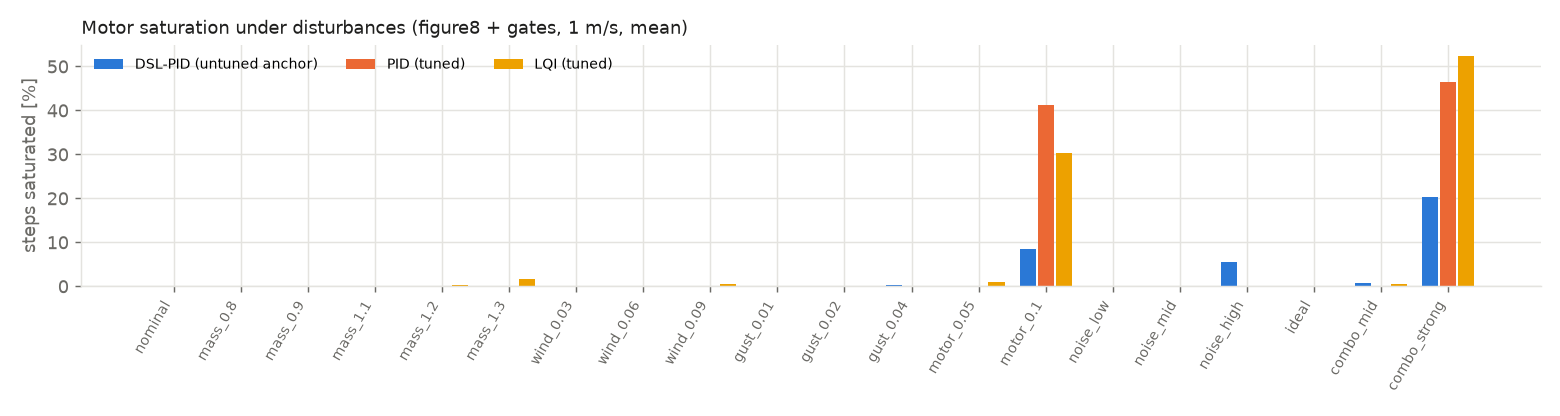 Motor saturation under disturbances (figure8 + gates, 1 m/s, mean)
DSL-PID (untuned anchor) PID (tuned) LQI (tuned)
steps saturated [%]
50
40
30
20
10
0
nominal mass_0.8 mass_0.9 mass_1.1 mass_1.2 mass_1.3 wind_0.03 wind_0.06 wind_0.09 gust_0.01 gust_0.02 gust_0.04 motor_0.05 motor_0.1 noise_low noise_mid noise_high ideal combo_mid combo_strong